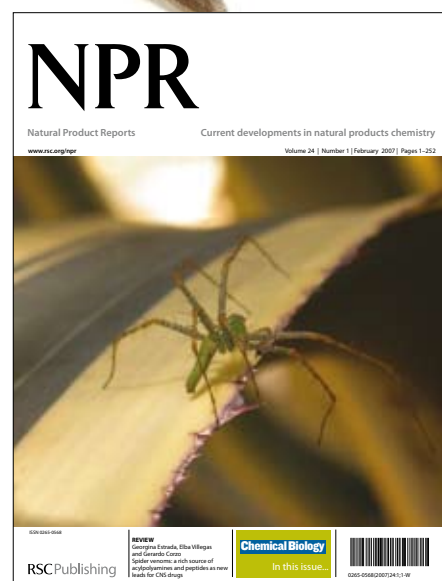 NPR
Natural Product Reports
Current developments in natural products chemistry
www.rsc.org/npr
Volume 24 | Number 1 | February 2007 | Pages 1–252
ISSN 0265-0568
RSCPublishing
REVIEW
Georgina Estrada, Elba Villegas
and Gerardo Corzo
Spider venoms: a rich source of
acylpolyamines and peptides as new
leads for CNS drugs
Chemical Biology
In this issue...
0265-0568(2007)24:1;1-W